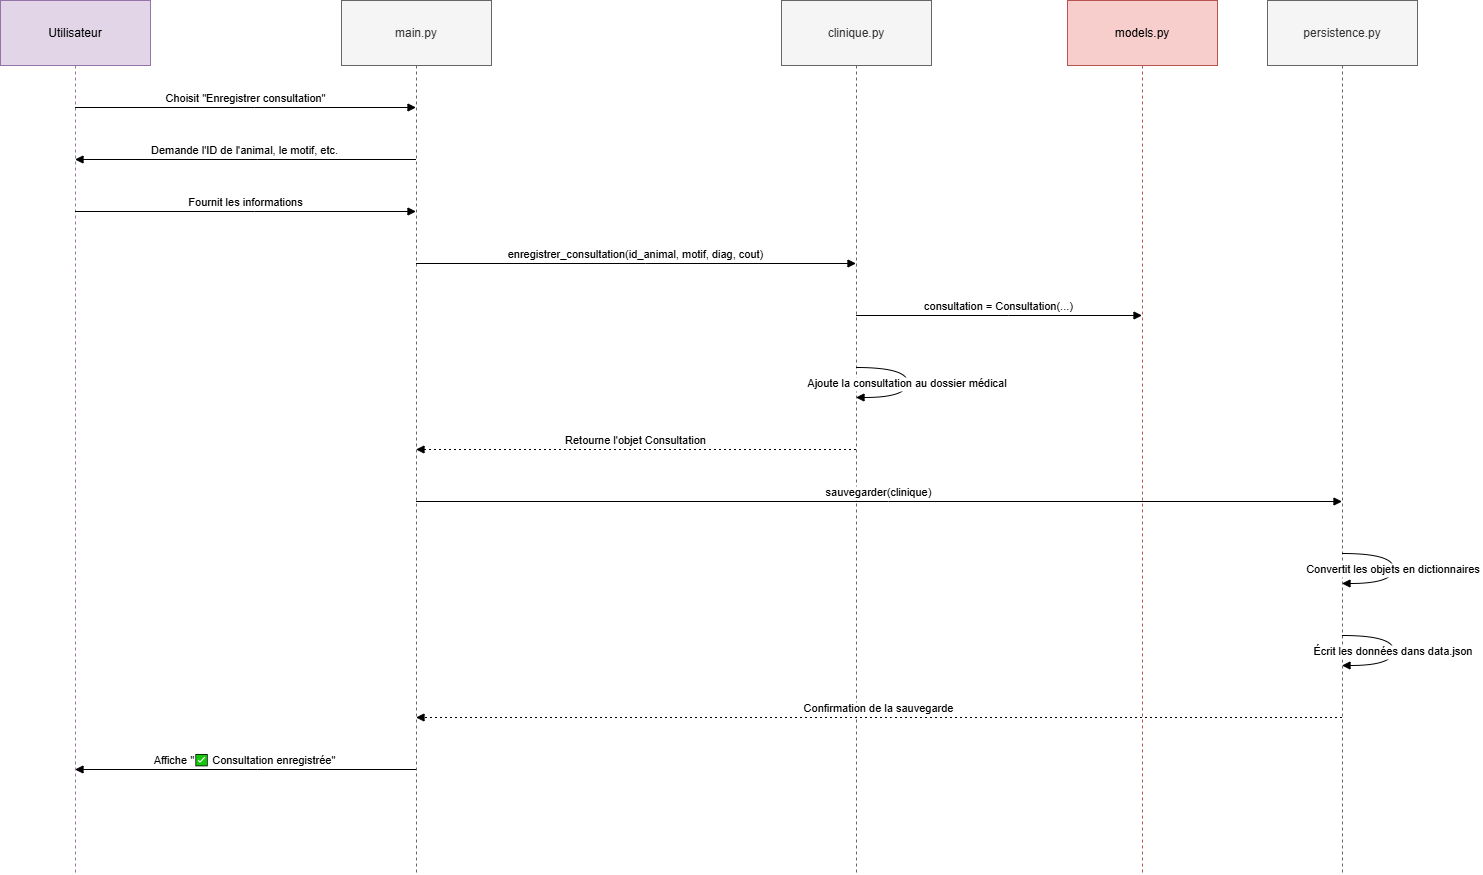 Utilisateur
main.py
clinique.py
models.py
persistence.py
Choisit "Enregistrer consultation"
Demande l'ID de l'animal, le motif, etc.
Fournit les informations
enregistrer_consultation(id_animal, motif, diag, cout)
consultation = Consultation(...)
Ajoute la consultation au dossier médical
Retourne l'objet Consultation
sauvegarder(clinique)
Convertit les objets en dictionnaires
Écrit les données dans data.json
Confirmation de la sauvegarde
Affiche "✅ Consultation enregistrée"